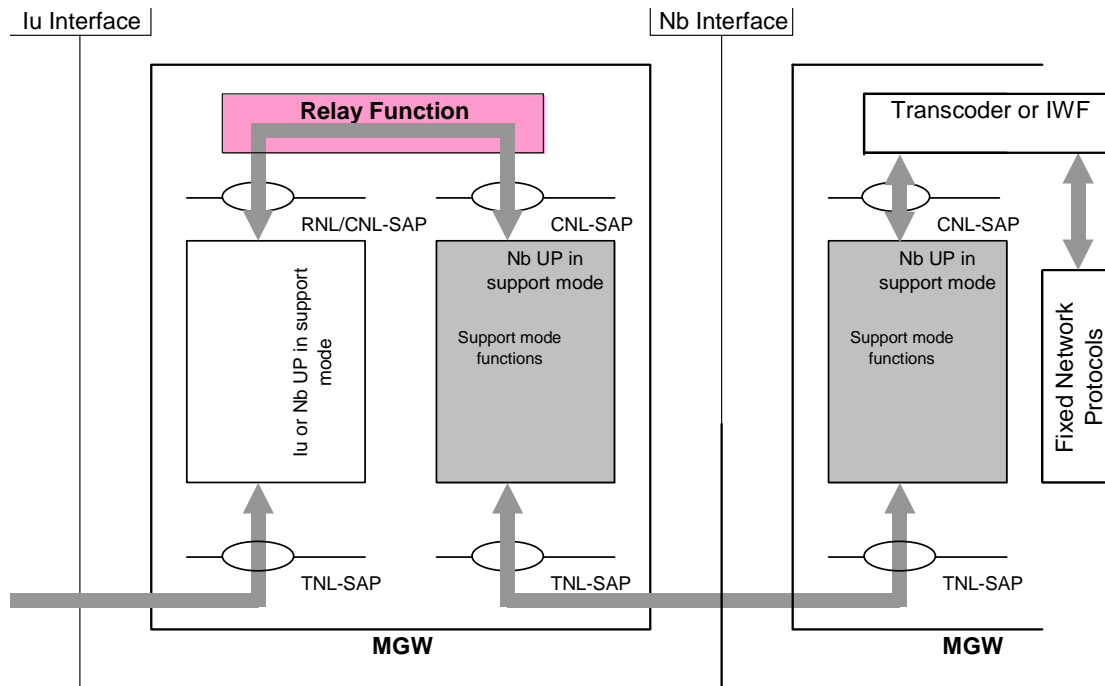 Iu Interface
Nb Interface
Relay Function
Transcoder or IWF
RNL/CNL-SAP
CNL-SAP
CNL-SAP
Iu or Nb UP in support
mode
Nb UP in
support mode
Support mode
functions
Nb UP in
support mode
Support mode
functions
Fixed Network
Protocols
TNL-SAP
TNL-SAP
TNL-SAP
MGW
MGW